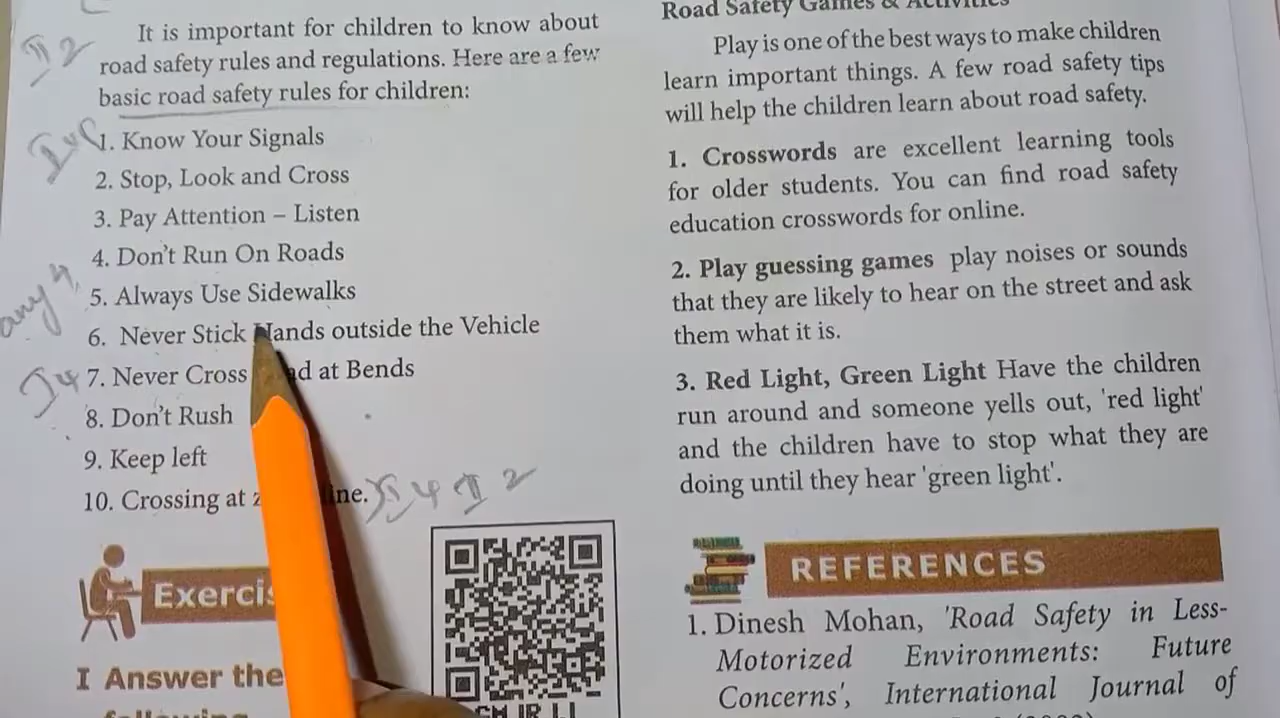 It is important for children to know about
road safety rules and regulations. Here are a few
basic road safety rules for children:
1. Know Your Signals
2. Stop, Look and Cross
3. Pay Attention – Listen
4. Don't Run On Roads
any 4
5. Always Use Sidewalks
6. Never Stick Hands outside the Vehicle
7. Never Cross at Bends
8. Don't Rush
9. Keep left
10. Crossing at
I Answer the
Road Safety Games & Activities
Play is one of the best ways to make children
learn important things. A few road safety tips
will help the children learn about road safety.
1. Crosswords are excellent learning tools
for older students. You can find road safety
education crosswords for online.
2. Play guessing games play noises or sounds
that they are likely to hear on the street and ask
them what it is.
3. Red Light, Green Light Have the children
run around and someone yells out, 'red light'
and the children have to stop what they are
doing until they hear 'green light'.
REFERENCES
1. Dinesh Mohan, 'Road Safety in Less-
Motorized Environments: Future
Concerns', International Journal of